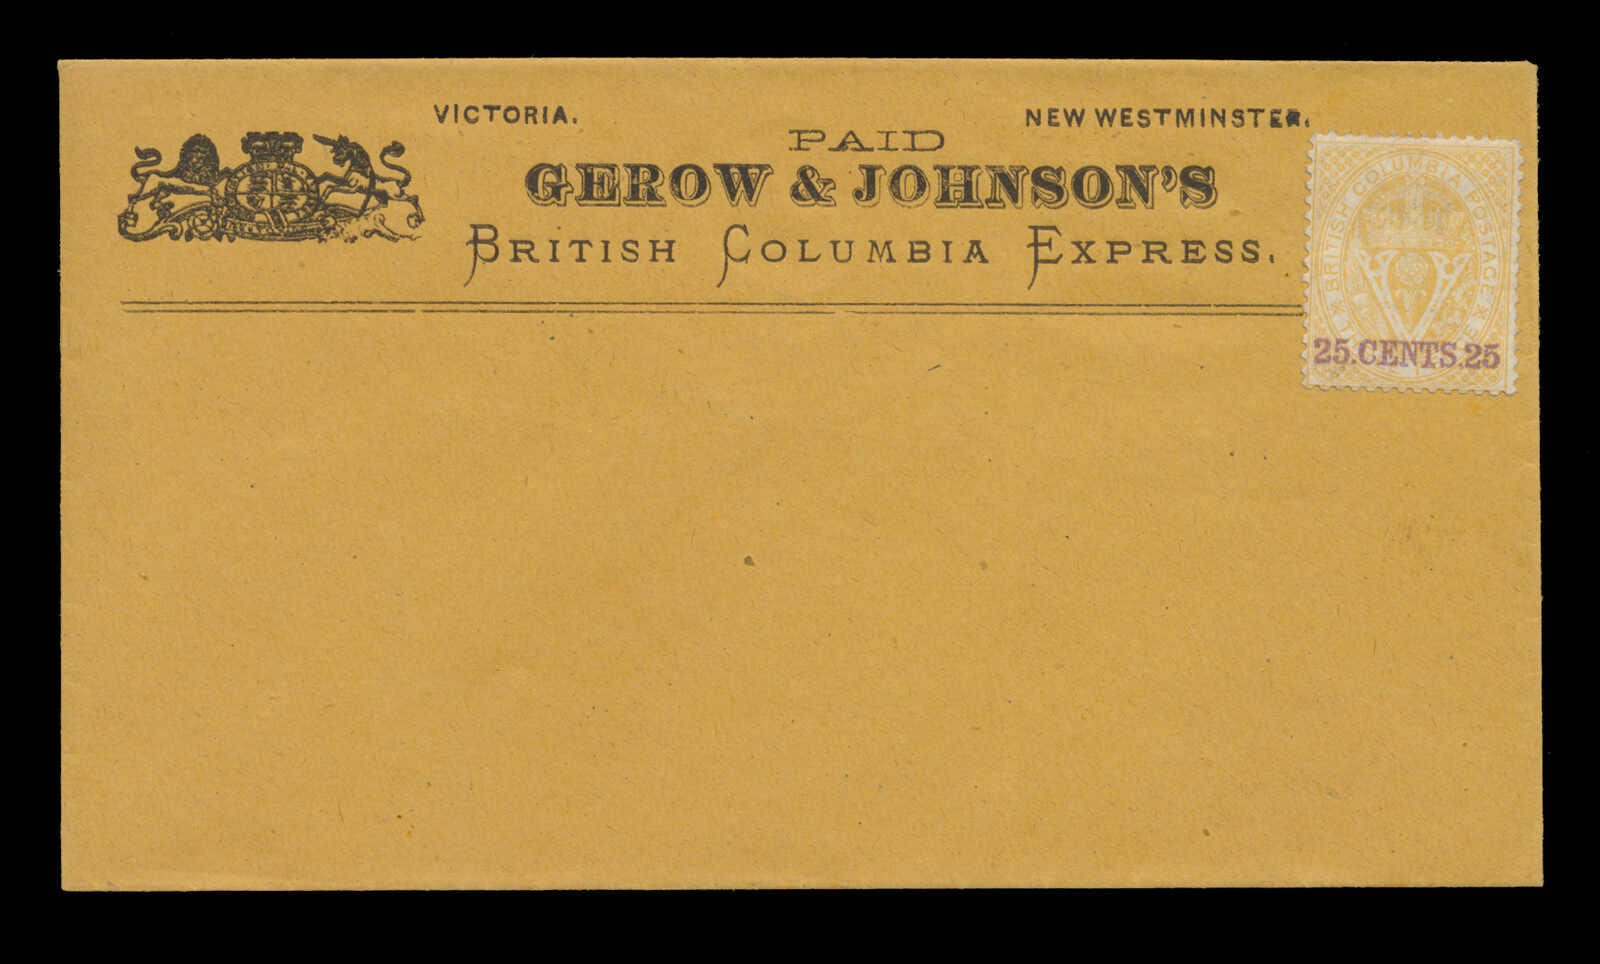 VICTORIA. NEW WESTMINSTER.
PAID
GEROW & JOHNSON'S
BRITISH COLUMBIA EXPRESS.
BRITISH COLUMBIA POSTAGE
25.CENTS.25